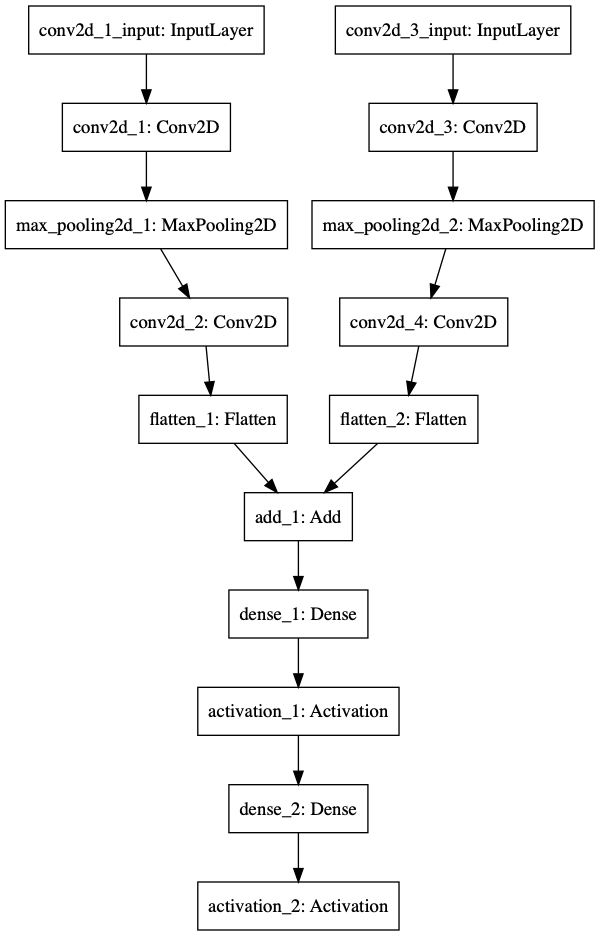 conv2d_1_input: InputLayer
conv2d_3_input: InputLayer
conv2d_1: Conv2D
conv2d_3: Conv2D
max_pooling2d_1: MaxPooling2D
max_pooling2d_2: MaxPooling2D
conv2d_2: Conv2D
conv2d_4: Conv2D
flatten_1: Flatten
flatten_2: Flatten
add_1: Add
dense_1: Dense
activation_1: Activation
dense_2: Dense
activation_2: Activation